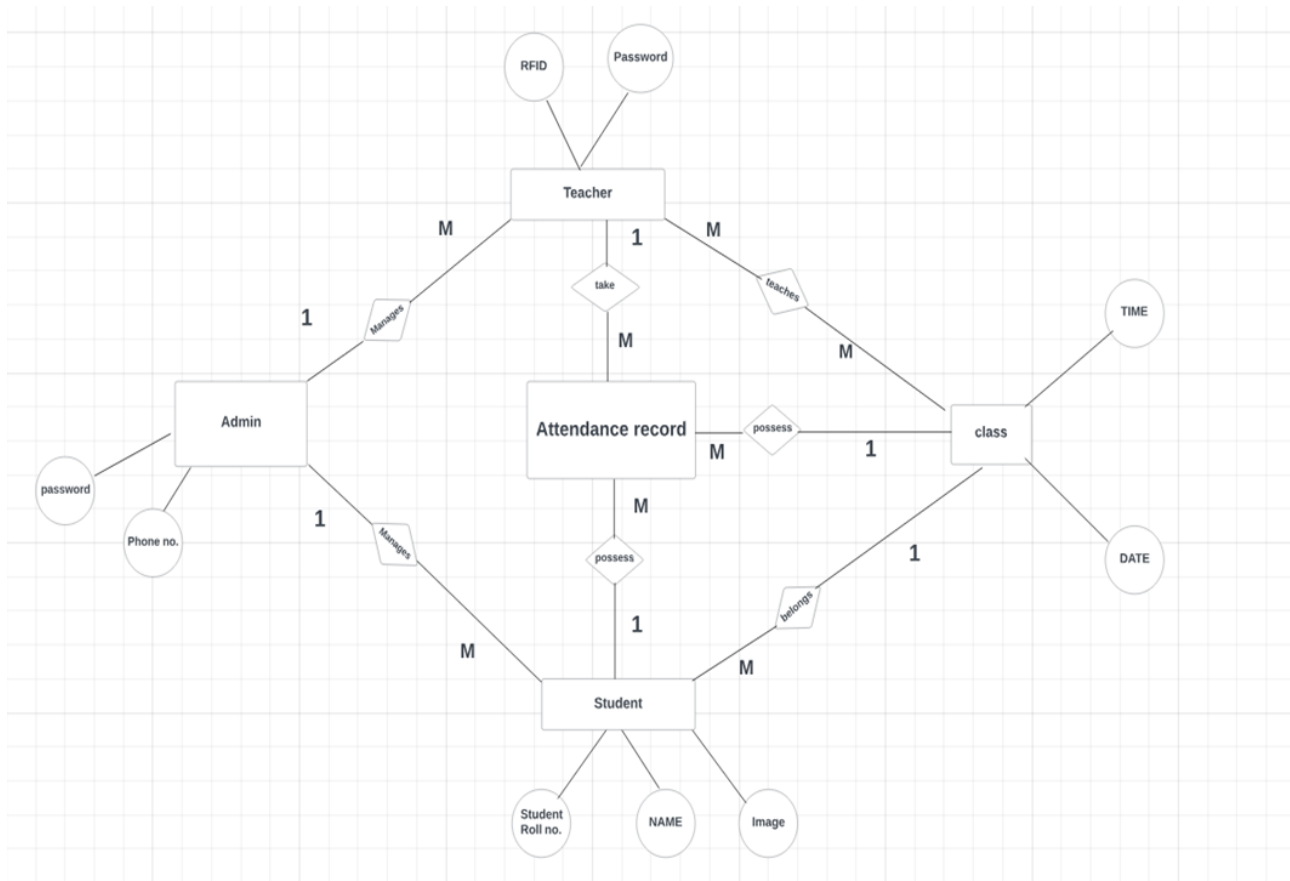 RFID
Password
Teacher
M
1
M
take
teaches
Manages
1
M
M
TIME
Admin
Attendance record
possess
class
M
1
password
Phone no.
1
M
Manages
possess
1
DATE
belongs
1
M
M
Student
Student
Roll no.
NAME
Image